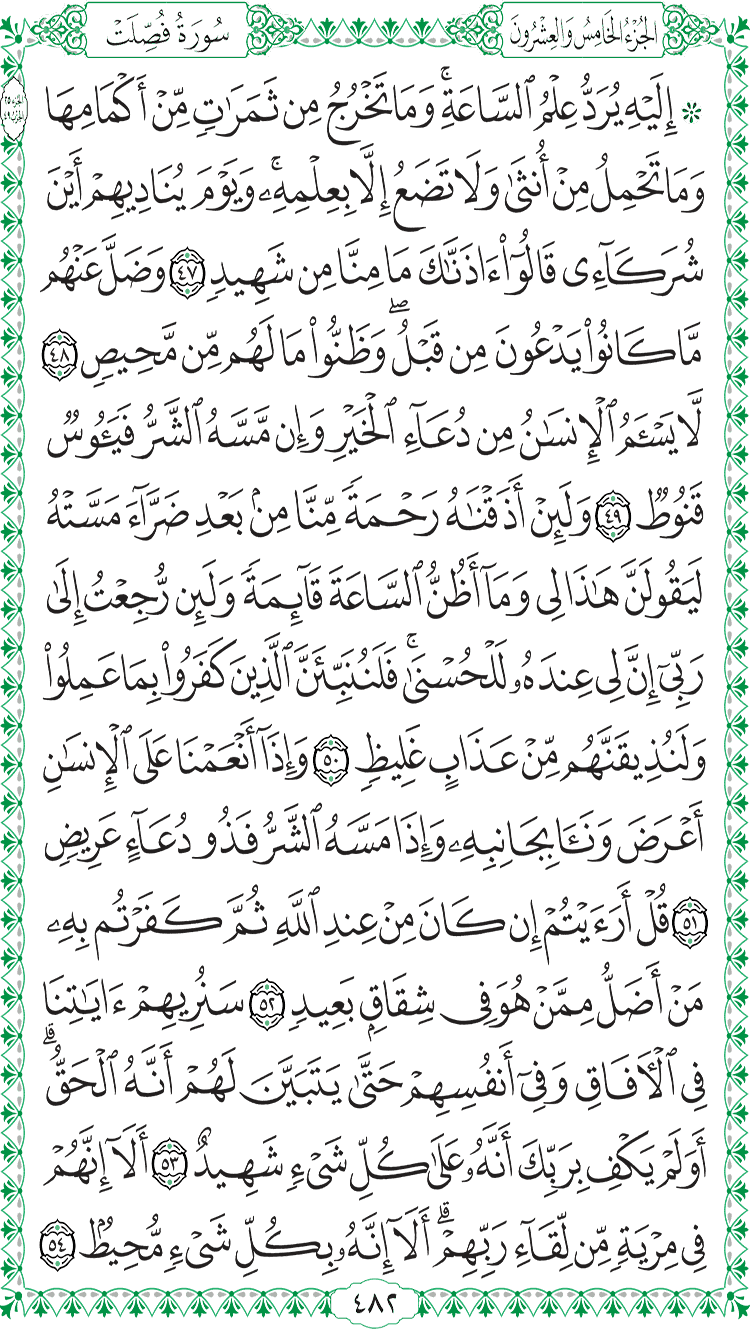 الجُزْءُ الخَامِسُ وَالعِشْرُونَ
سُورَةُ فُصِّلَتْ
۞ إِلَيْهِ يُرَدُّ عِلْمُ ٱلسَّاعَةِۚ وَمَا تَخْرُجُ مِن ثَمَرَٰتٖ مِّنْ أَكْمَامِهَا
وَمَا تَحْمِلُ مِنْ أُنثَىٰ وَلَا تَضَعُ إِلَّا بِعِلْمِهِۦۚ وَيَوْمَ يُنَادِيهِمْ أَيْنَ
شُرَكَآءِي قَالُوٓاْ ءَاذَنَّٰكَ مَا مِنَّا مِن شَهِيدٖ ٤٧ وَضَلَّ عَنْهُم
مَّا كَانُواْ يَدْعُونَ مِن قَبْلُۖ وَظَنُّواْ مَا لَهُم مِّن مَّحِيصٖ ٤٨
لَّا يَسْـَٔمُ ٱلْإِنسَٰنُ مِن دُعَآءِ ٱلْخَيْرِ وَإِن مَّسَّهُ ٱلشَّرُّ فَيَـُٔوسٞ
قَنُوطٞ ٤٩ وَلَئِنْ أَذَقْنَٰهُ رَحْمَةٗ مِّنَّا مِنۢ بَعْدِ ضَرَّآءَ مَسَّتْهُ
لَيَقُولَنَّ هَٰذَا لِي وَمَآ أَظُنُّ ٱلسَّاعَةَ قَآئِمَةٗ وَلَئِن رُّجِعْتُ إِلَىٰ
رَبِّيٓ إِنَّ لِي عِندَهُۥ لَلْحُسْنَىٰۚ فَلَنُنَبِّئَنَّ ٱلَّذِينَ كَفَرُواْ بِمَا عَمِلُواْ
وَلَنُذِيقَنَّهُم مِّنْ عَذَابٍ غَلِيظٖ ٥٠ وَإِذَآ أَنْعَمْنَا عَلَى ٱلْإِنسَٰنِ
أَعْرَضَ وَنَـَٔا بِجَانِبِهِۦ وَإِذَا مَسَّهُ ٱلشَّرُّ فَذُو دُعَآءٍ عَرِيضٖ
٥١ قُلْ أَرَءَيْتُمْ إِن كَانَ مِنْ عِندِ ٱللَّهِ ثُمَّ كَفَرْتُم بِهِۦ
مَنْ أَضَلُّ مِمَّنْ هُوَ فِي شِقَاقِۭ بَعِيدٖ ٥٢ سَنُرِيهِمْ ءَايَٰتِنَا
فِي ٱلْأٓفَاقِ وَفِيٓ أَنفُسِهِمْ حَتَّىٰ يَتَبَيَّنَ لَهُمْ أَنَّهُ ٱلْحَقُّۗ
أَوَلَمْ يَكْفِ بِرَبِّكَ أَنَّهُۥ عَلَىٰ كُلِّ شَيْءٖ شَهِيدٌ ٥٣ أَلَآ إِنَّهُمْ
فِي مِرْيَةٖ مِّن لِّقَآءِ رَبِّهِمْۗ أَلَآ إِنَّهُۥ بِكُلِّ شَيْءٖ مُّحِيطُۢ ٥٤
٤٨٢